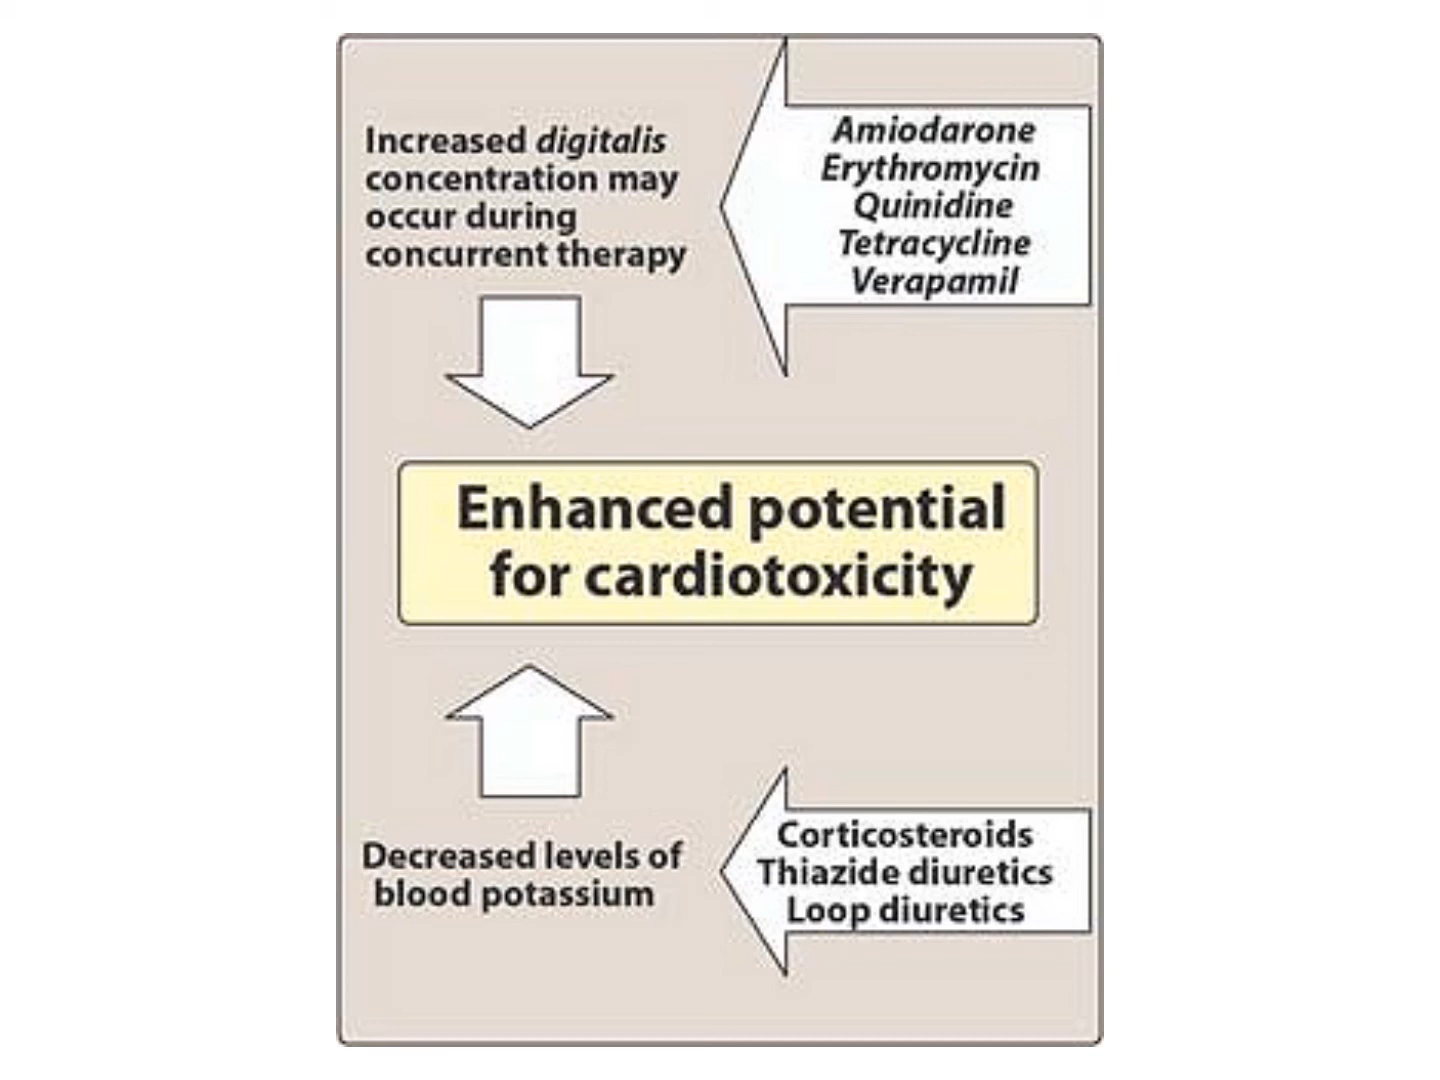 Increased digitalis
concentration may
occur during
concurrent therapy
Amiodarone
Erythromycin
Quinidine
Tetracycline
Verapamil
Enhanced potential
for cardiotoxicity
Decreased levels of
blood potassium
Corticosteroids
Thiazide diuretics
Loop diuretics